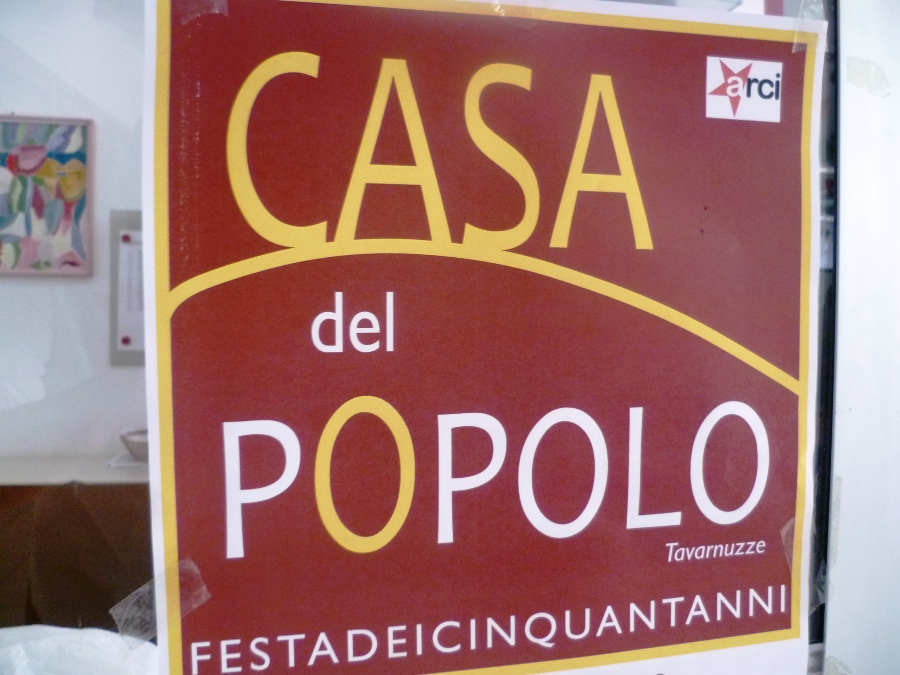 CASA
arci
del
POPOLO
Tavarnuzze
FESTADEICINQUANTANNI